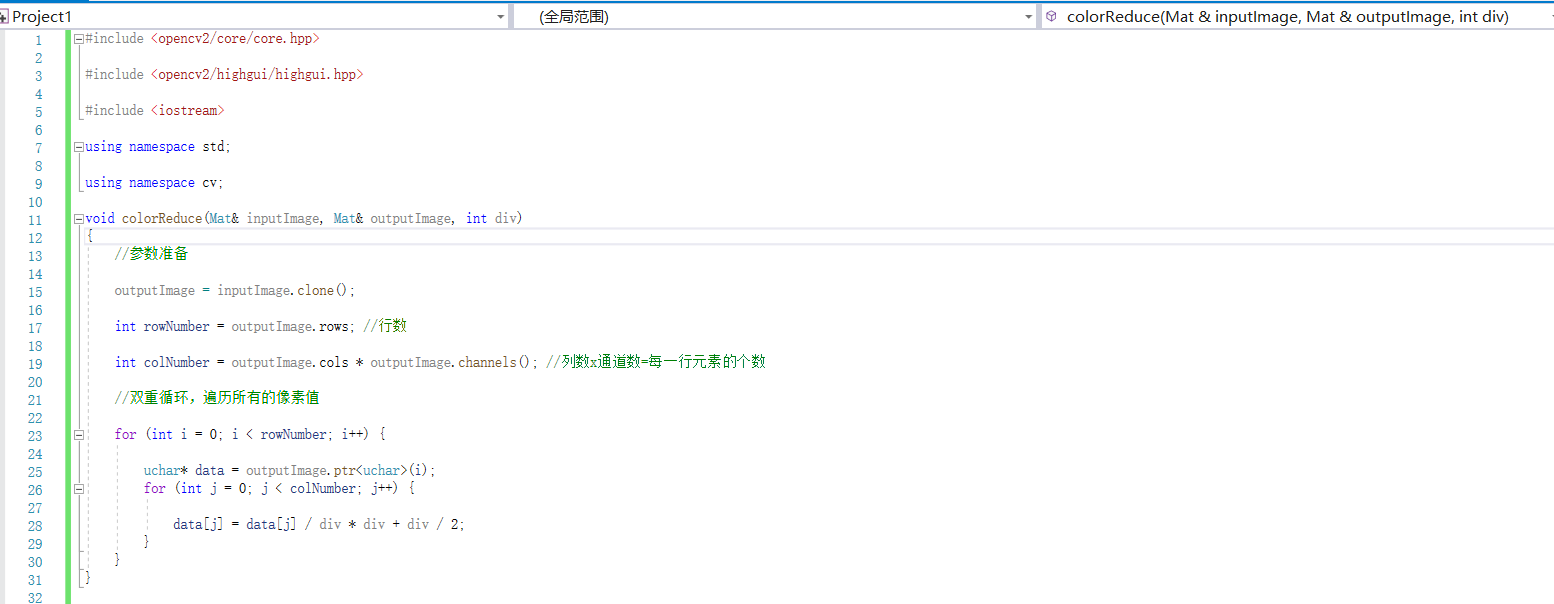 Project1 (全局范围) colorReduce(Mat & inputImage, Mat & outputImage, int div)
1 #include <opencv2/core/core.hpp>
2
3 #include <opencv2/highgui/highgui.hpp>
4
5 #include <iostream>
6
7 using namespace std;
8
9 using namespace cv;
10
11 void colorReduce(Mat& inputImage, Mat& outputImage, int div)
12 {
13 //参数准备
14
15 outputImage = inputImage.clone();
16
17 int rowNumber = outputImage.rows; //行数
18
19 int colNumber = outputImage.cols * outputImage.channels(); //列数x通道数=每一行元素的个数
20
21 //双重循环，遍历所有的像素值
22
23 for (int i = 0; i < rowNumber; i++) {
24
25 uchar* data = outputImage.ptr<uchar>(i);
26 for (int j = 0; j < colNumber; j++) {
27
28 data[j] = data[j] / div * div + div / 2;
29 }
30 }
31 }
32